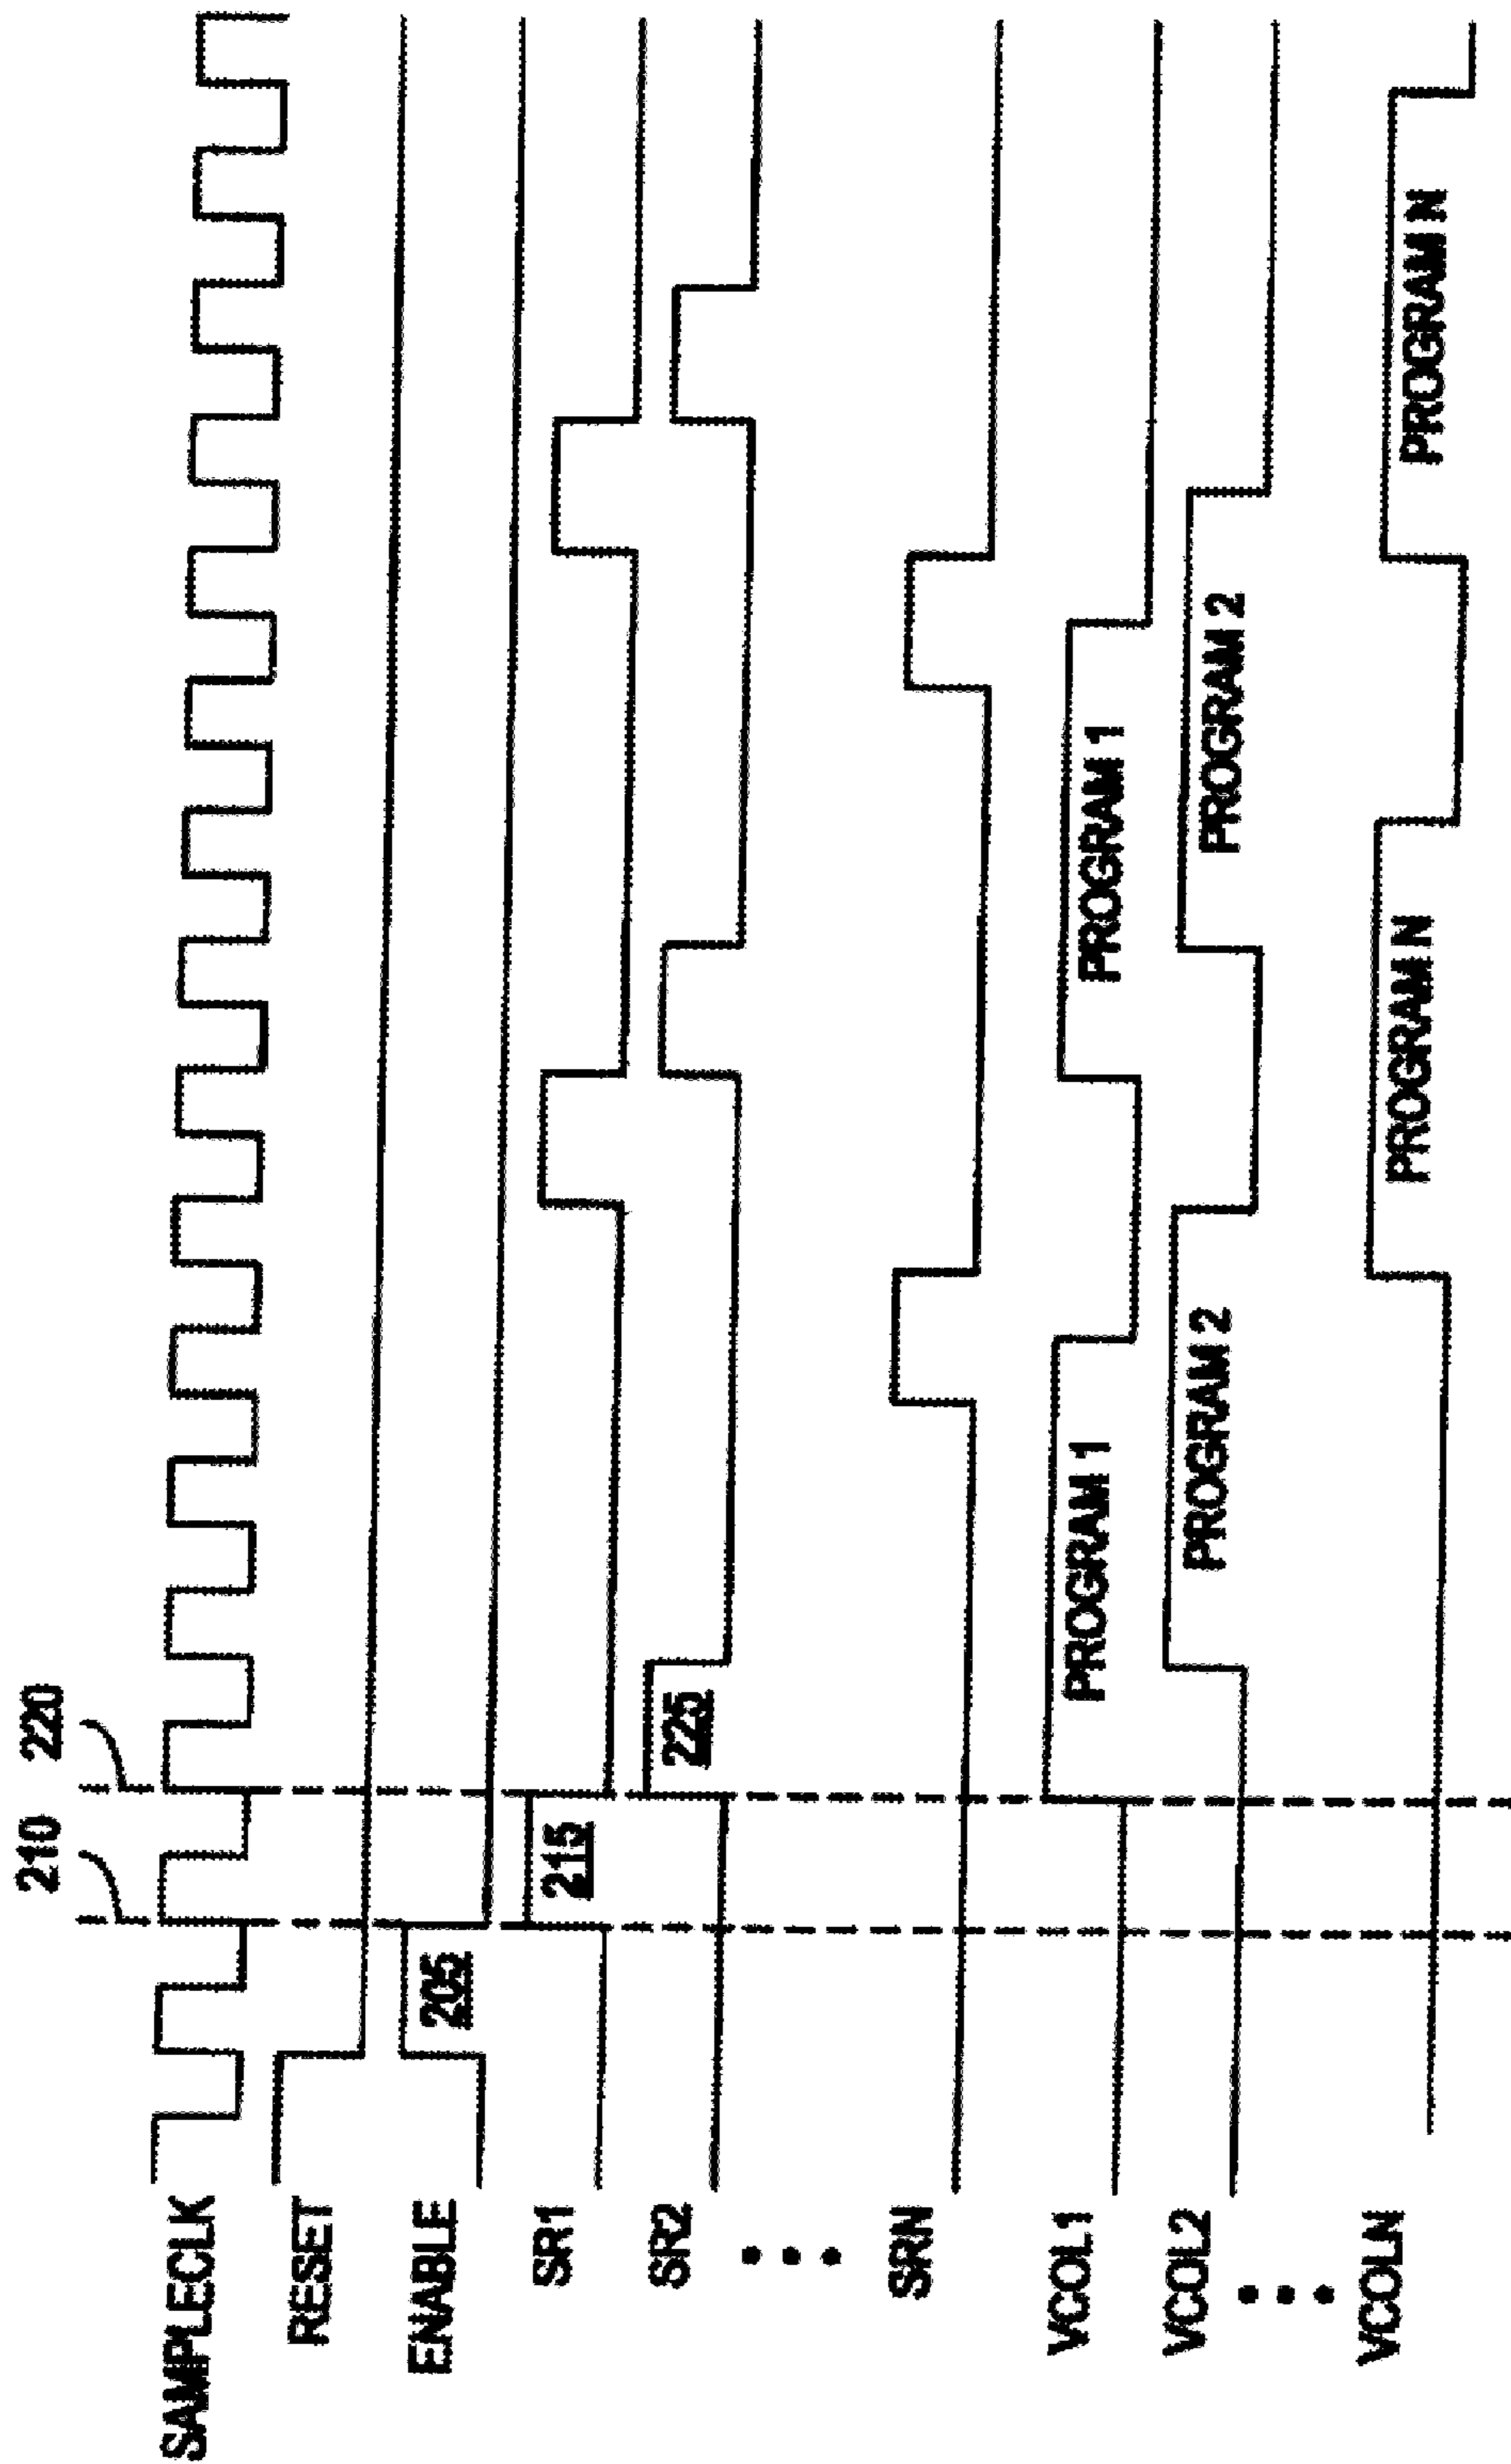 210
220
SAMPLECLK
RESET
ENABLE
205
SR1
215
SR2
225
SRN
VCOL1
PROGRAM 1
PROGRAM 1
VCOL2
PROGRAM 2
PROGRAM 2
VCOLN
PROGRAM N
PROGRAM N